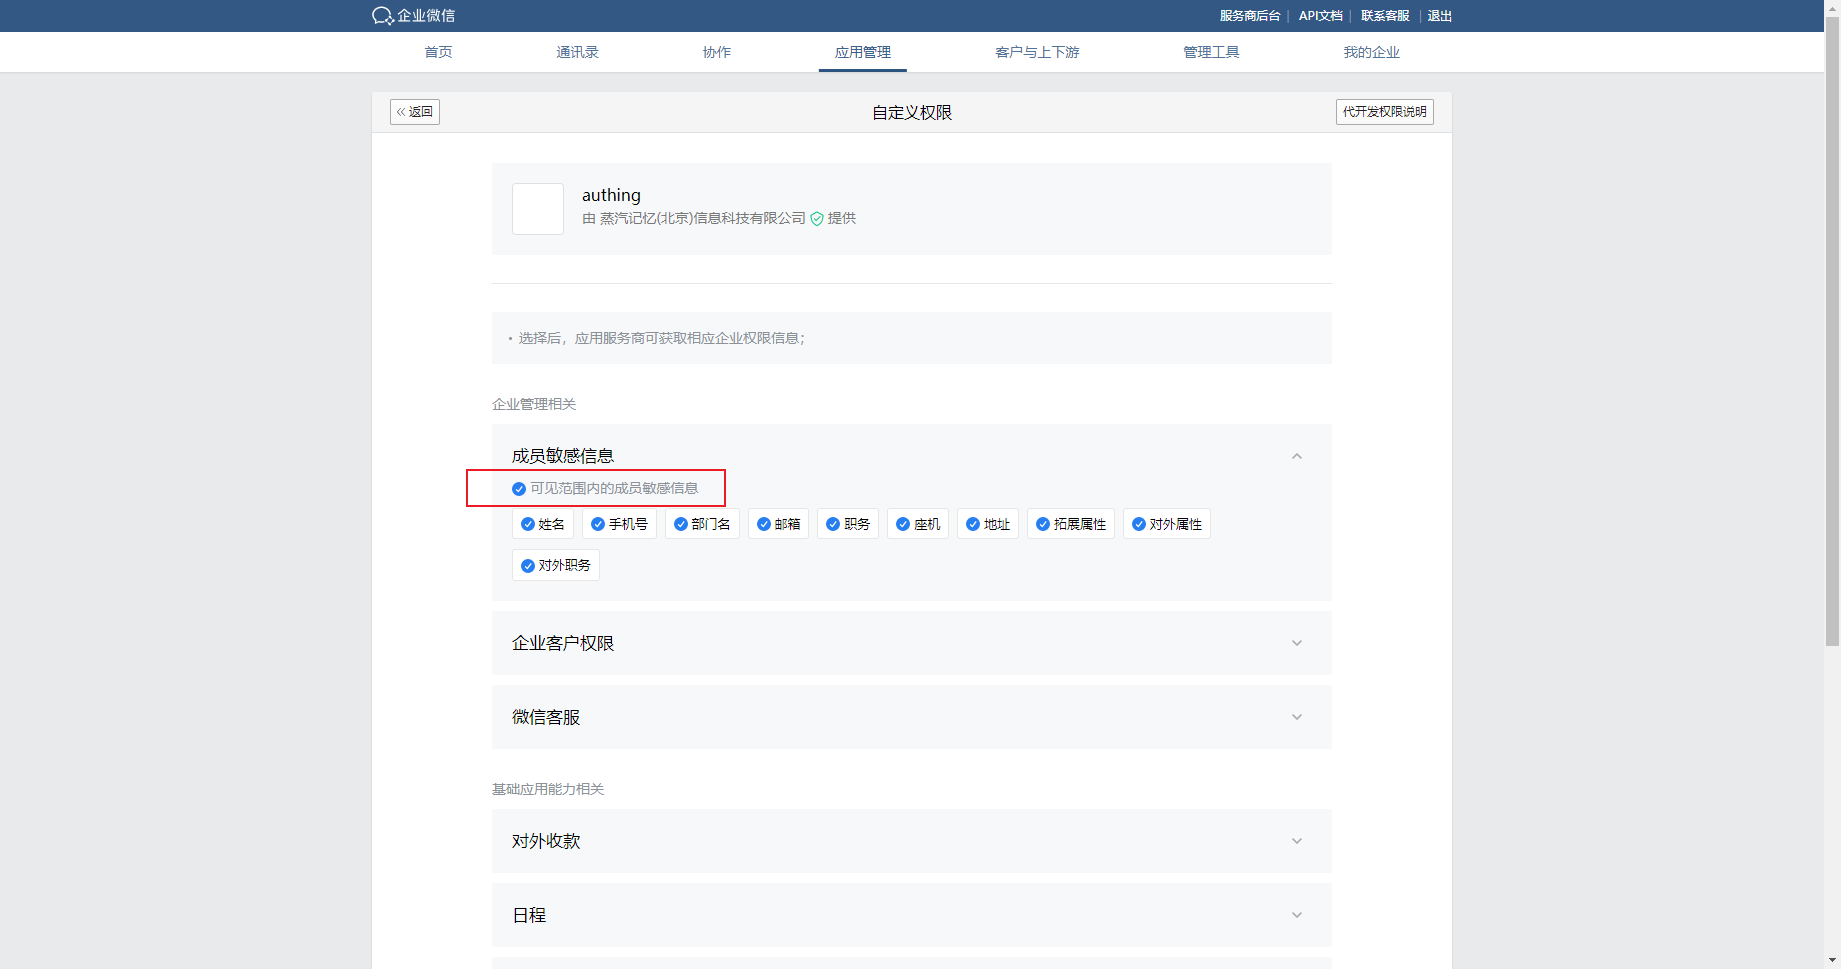 企业微信
服务商后台 | API文档 | 联系客服 | 退出
首页 通讯录 协作 应用管理 客户与上下游 管理工具 我的企业
« 返回 自定义权限 代开发权限说明
authing
由 蒸汽记忆(北京)信息科技有限公司 提供
• 选择后，应用服务商可获取相应企业权限信息；
企业管理相关
成员敏感信息
可见范围内的成员敏感信息
姓名 手机号 部门名 邮箱 职务 座机 地址 拓展属性 对外属性
对外职务
企业客户权限
微信客服
基础应用能力相关
对外收款
日程